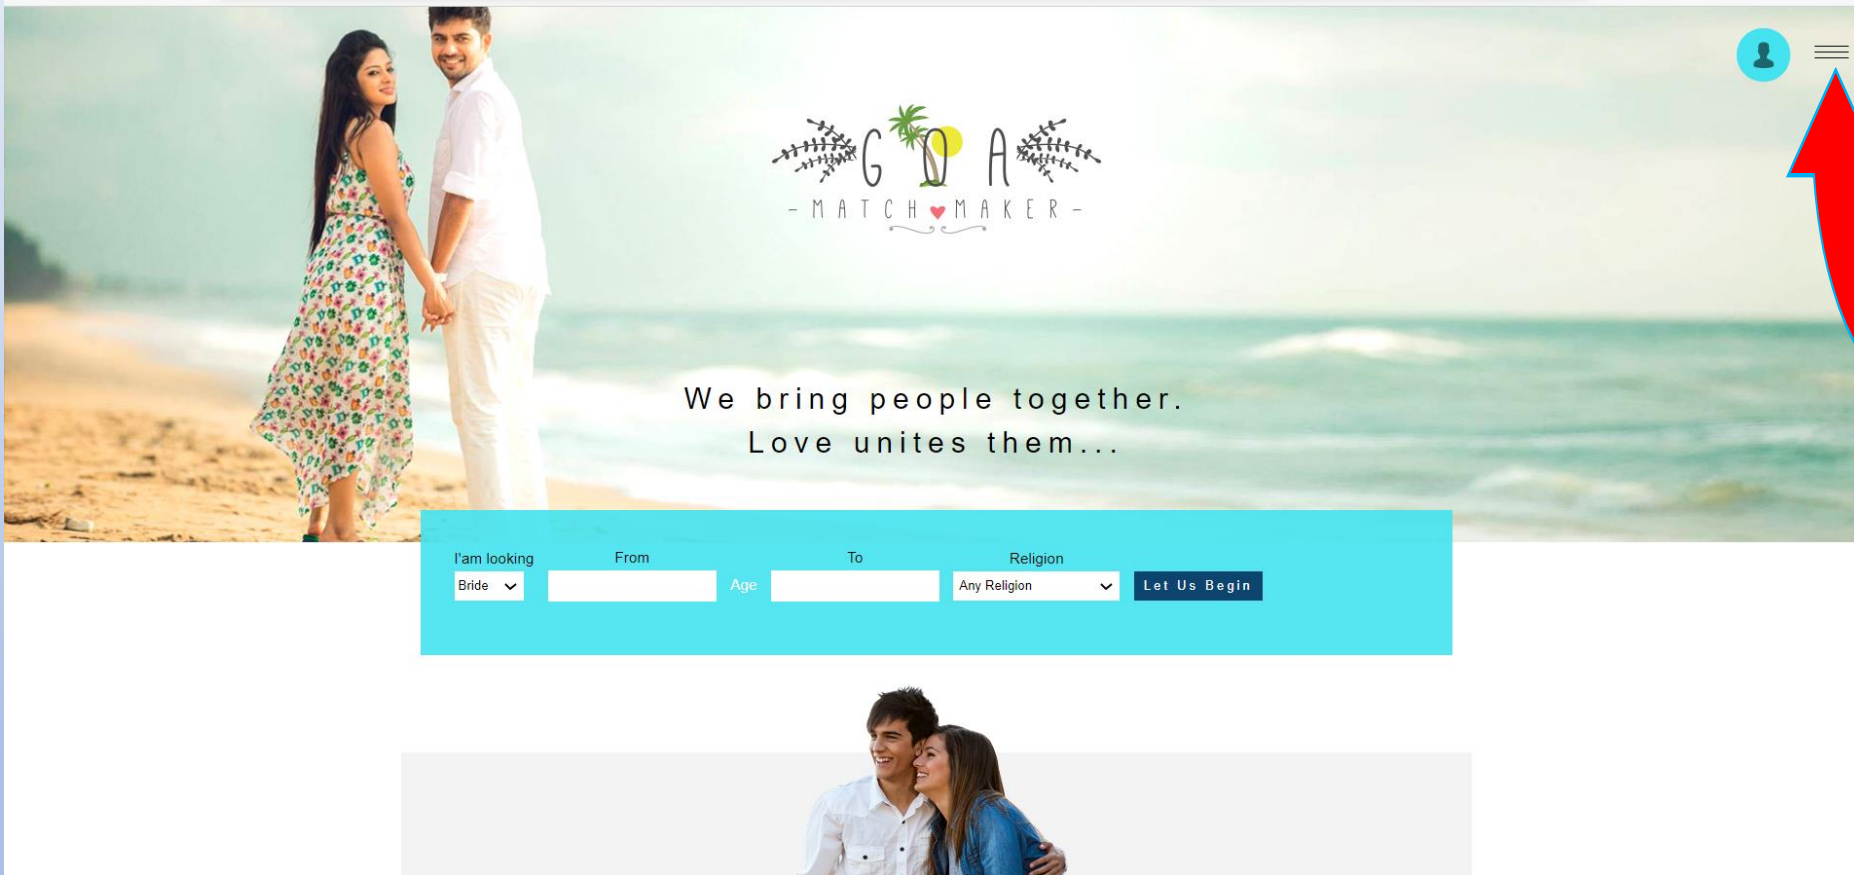 GOA
- MATCH MAKER -
We bring people together.
Love unites them...
I'am looking From To Religion
Bride Age Any Religion Let Us Begin